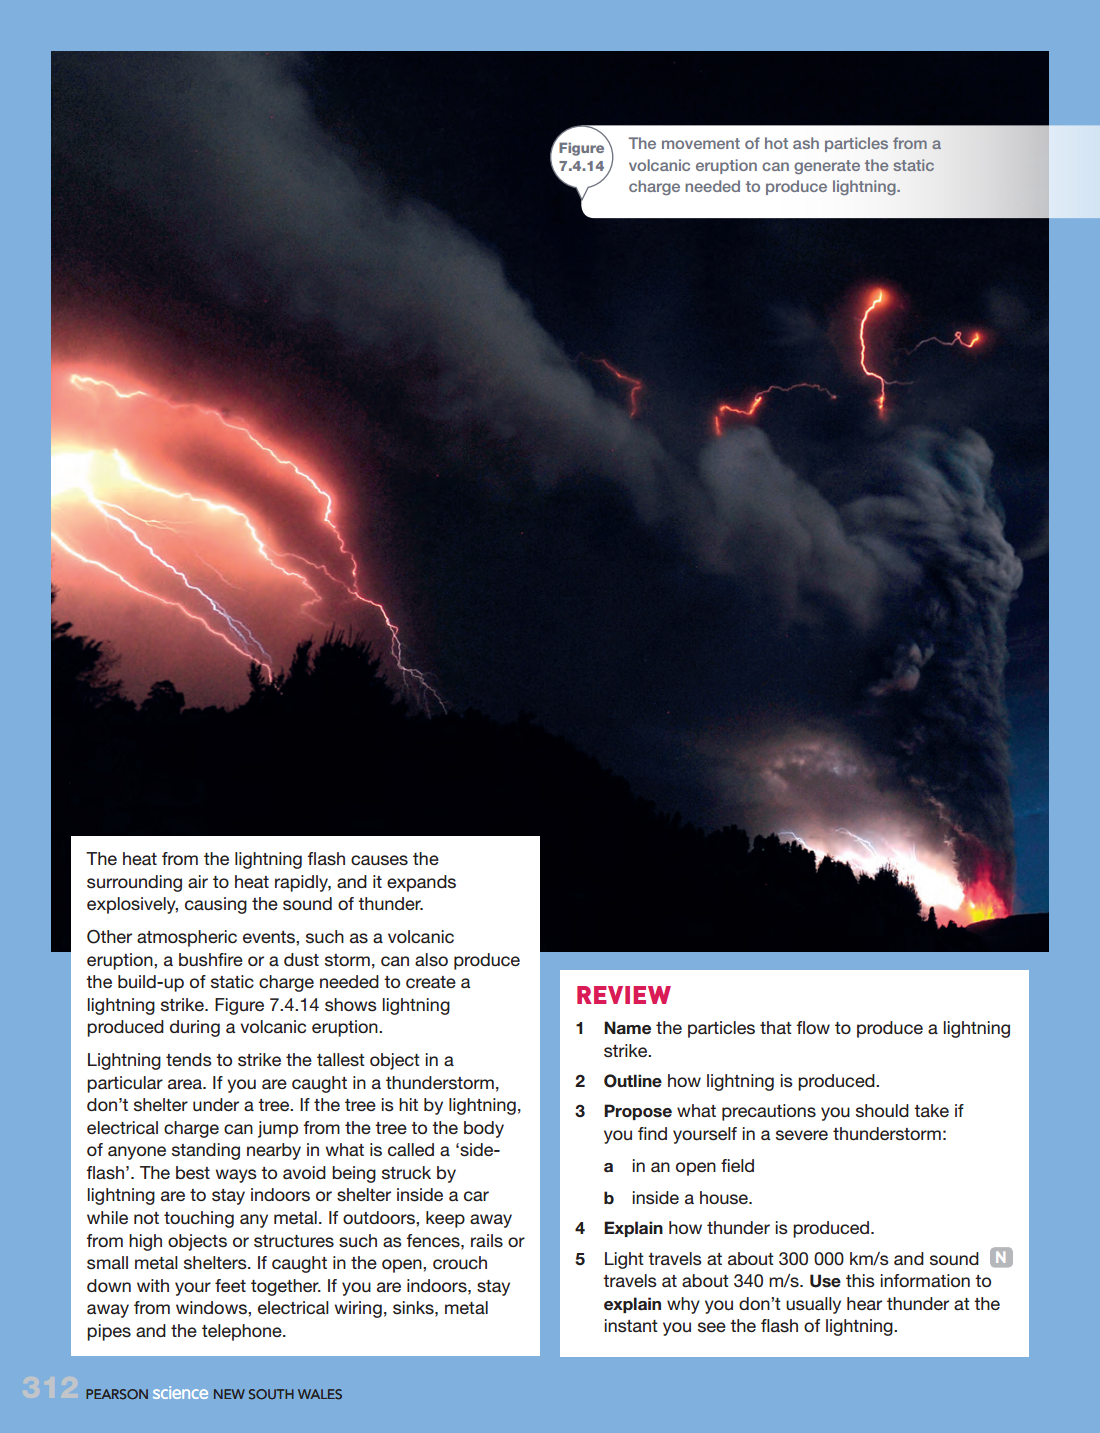 Figure
7.4.14
The movement of hot ash particles from a
volcanic eruption can generate the static
charge needed to produce lightning.
The heat from the lightning flash causes the
surrounding air to heat rapidly, and it expands
explosively, causing the sound of thunder.
Other atmospheric events, such as a volcanic
eruption, a bushfire or a dust storm, can also produce
the build-up of static charge needed to create a
lightning strike. Figure 7.4.14 shows lightning
produced during a volcanic eruption.
Lightning tends to strike the tallest object in a
particular area. If you are caught in a thunderstorm,
don’t shelter under a tree. If the tree is hit by lightning,
electrical charge can jump from the tree to the body
of anyone standing nearby in what is called a ‘side-
flash’. The best ways to avoid being struck by
lightning are to stay indoors or shelter inside a car
while not touching any metal. If outdoors, keep away
from high objects or structures such as fences, rails or
small metal shelters. If caught in the open, crouch
down with your feet together. If you are indoors, stay
away from windows, electrical wiring, sinks, metal
pipes and the telephone.
REVIEW
1 Name the particles that flow to produce a lightning
strike.
2 Outline how lightning is produced.
3 Propose what precautions you should take if
you find yourself in a severe thunderstorm:
a in an open field
b inside a house.
4 Explain how thunder is produced.
5 Light travels at about 300 000 km/s and sound N
travels at about 340 m/s. Use this information to
explain why you don’t usually hear thunder at the
instant you see the flash of lightning.
312 PEARSON science NEW SOUTH WALES